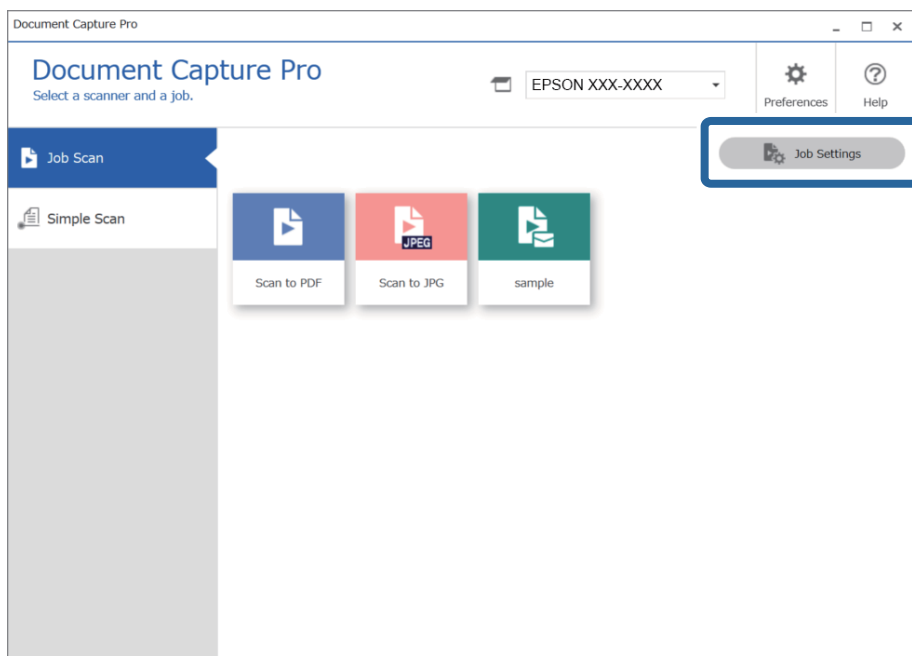 Document Capture Pro
Document Capture Pro
Select a scanner and a job.
EPSON XXX-XXXX
Preferences
Help
Job Scan
Job Settings
Simple Scan
JPEG
Scan to PDF
Scan to JPG
sample